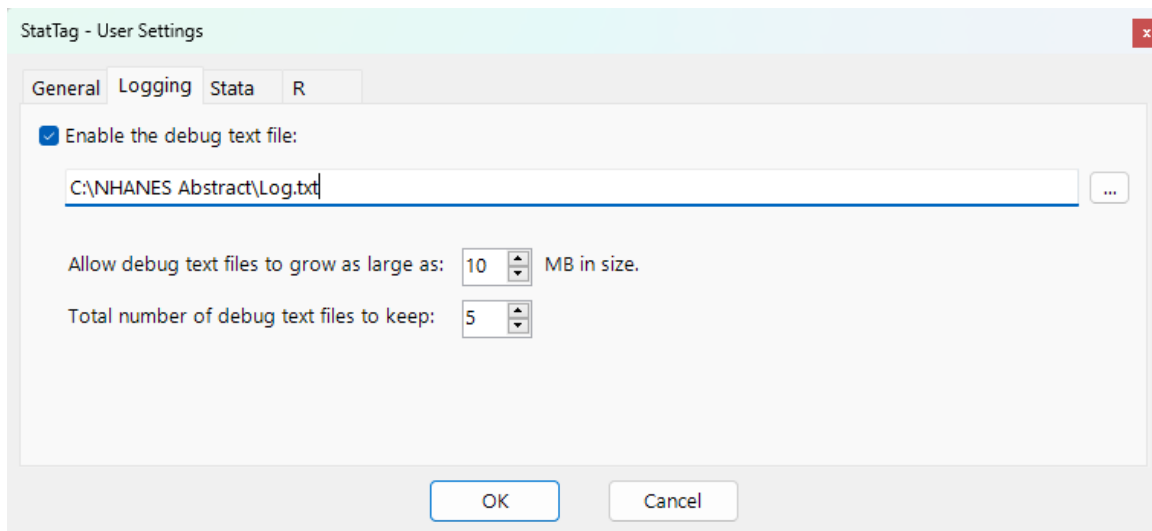 StatTag - User Settings
x
General Logging Stata R
Enable the debug text file:
C:\NHANES Abstract\Log.txt
...
Allow debug text files to grow as large as: 10 MB in size.
Total number of debug text files to keep: 5
OK Cancel